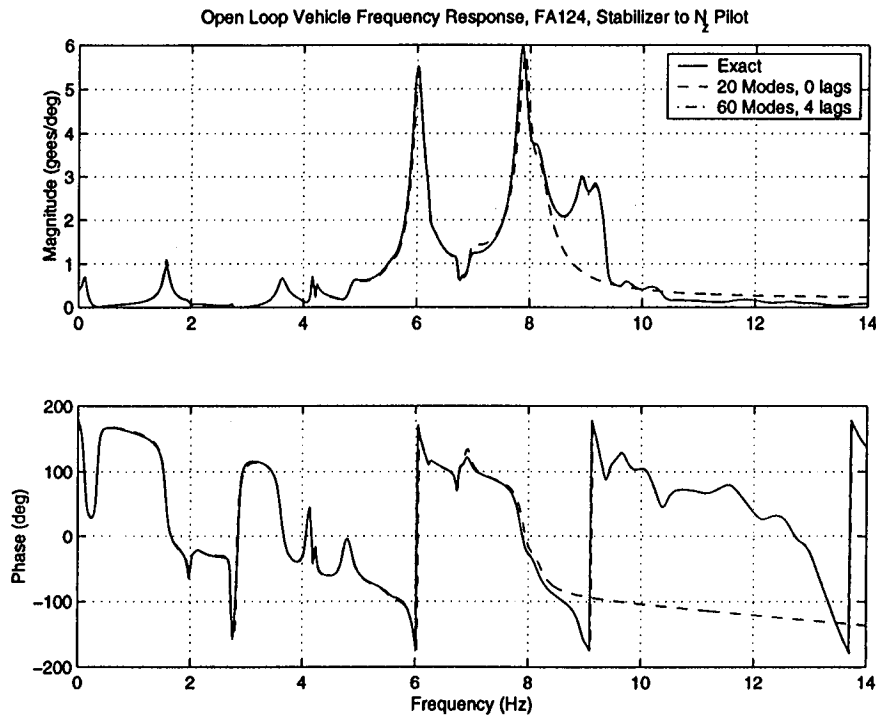 Open Loop Vehicle Frequency Response, FA124, Stabilizer to N_z Pilot
6
5
4
3
2
1
0
Magnitude (gees/deg)
Exact
20 Modes, 0 lags
60 Modes, 4 lags
0 2 4 6 8 10 12 14
200
100
0
−100
−200
Phase (deg)
0 2 4 6 8 10 12 14
Frequency (Hz)